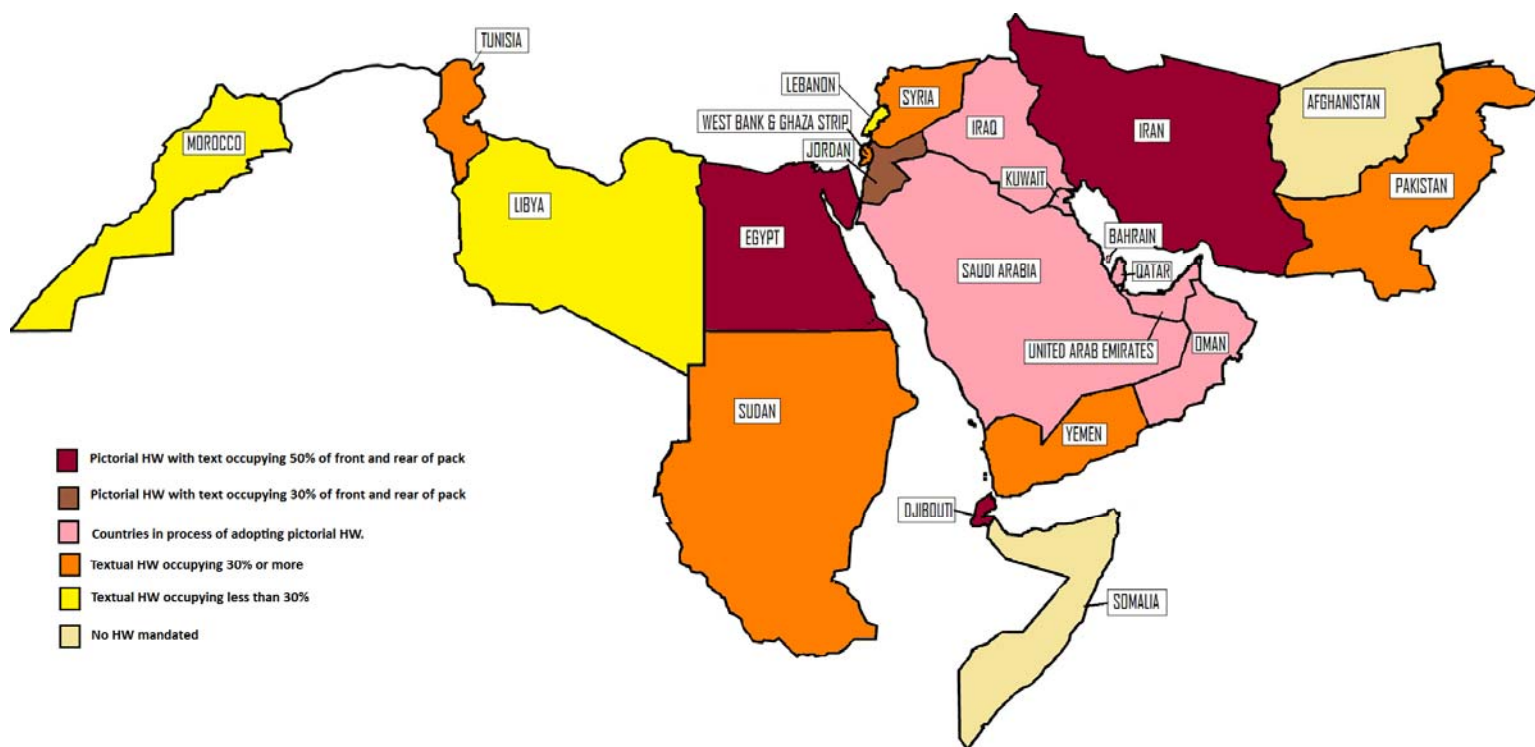 TUNISIA
LEBANON
SYRIA
AFGHANISTAN
WEST BANK & GHAZA STRIP
IRAQ
IRAN
MOROCCO
JORDAN
KUWAIT
PAKISTAN
LIBYA
EGYPT
BAHRAIN
SAUDI ARABIA
QATAR
UNITED ARAB EMIRATES
OMAN
SUDAN
YEMEN
DJIBOUTI
SOMALIA
Pictorial HW with text occupying 50% of front and rear of pack
Pictorial HW with text occupying 30% of front and rear of pack
Countries in process of adopting pictorial HW.
Textual HW occupying 30% or more
Textual HW occupying less than 30%
No HW mandated